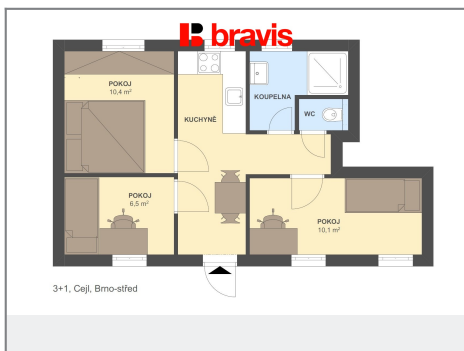 bravis
POKOJ
10,4 m²
KUCHYNĚ
KOUPELNA
WC
POKOJ
6,5 m²
POKOJ
10,1 m²
3+1, Cejl, Brno-střed